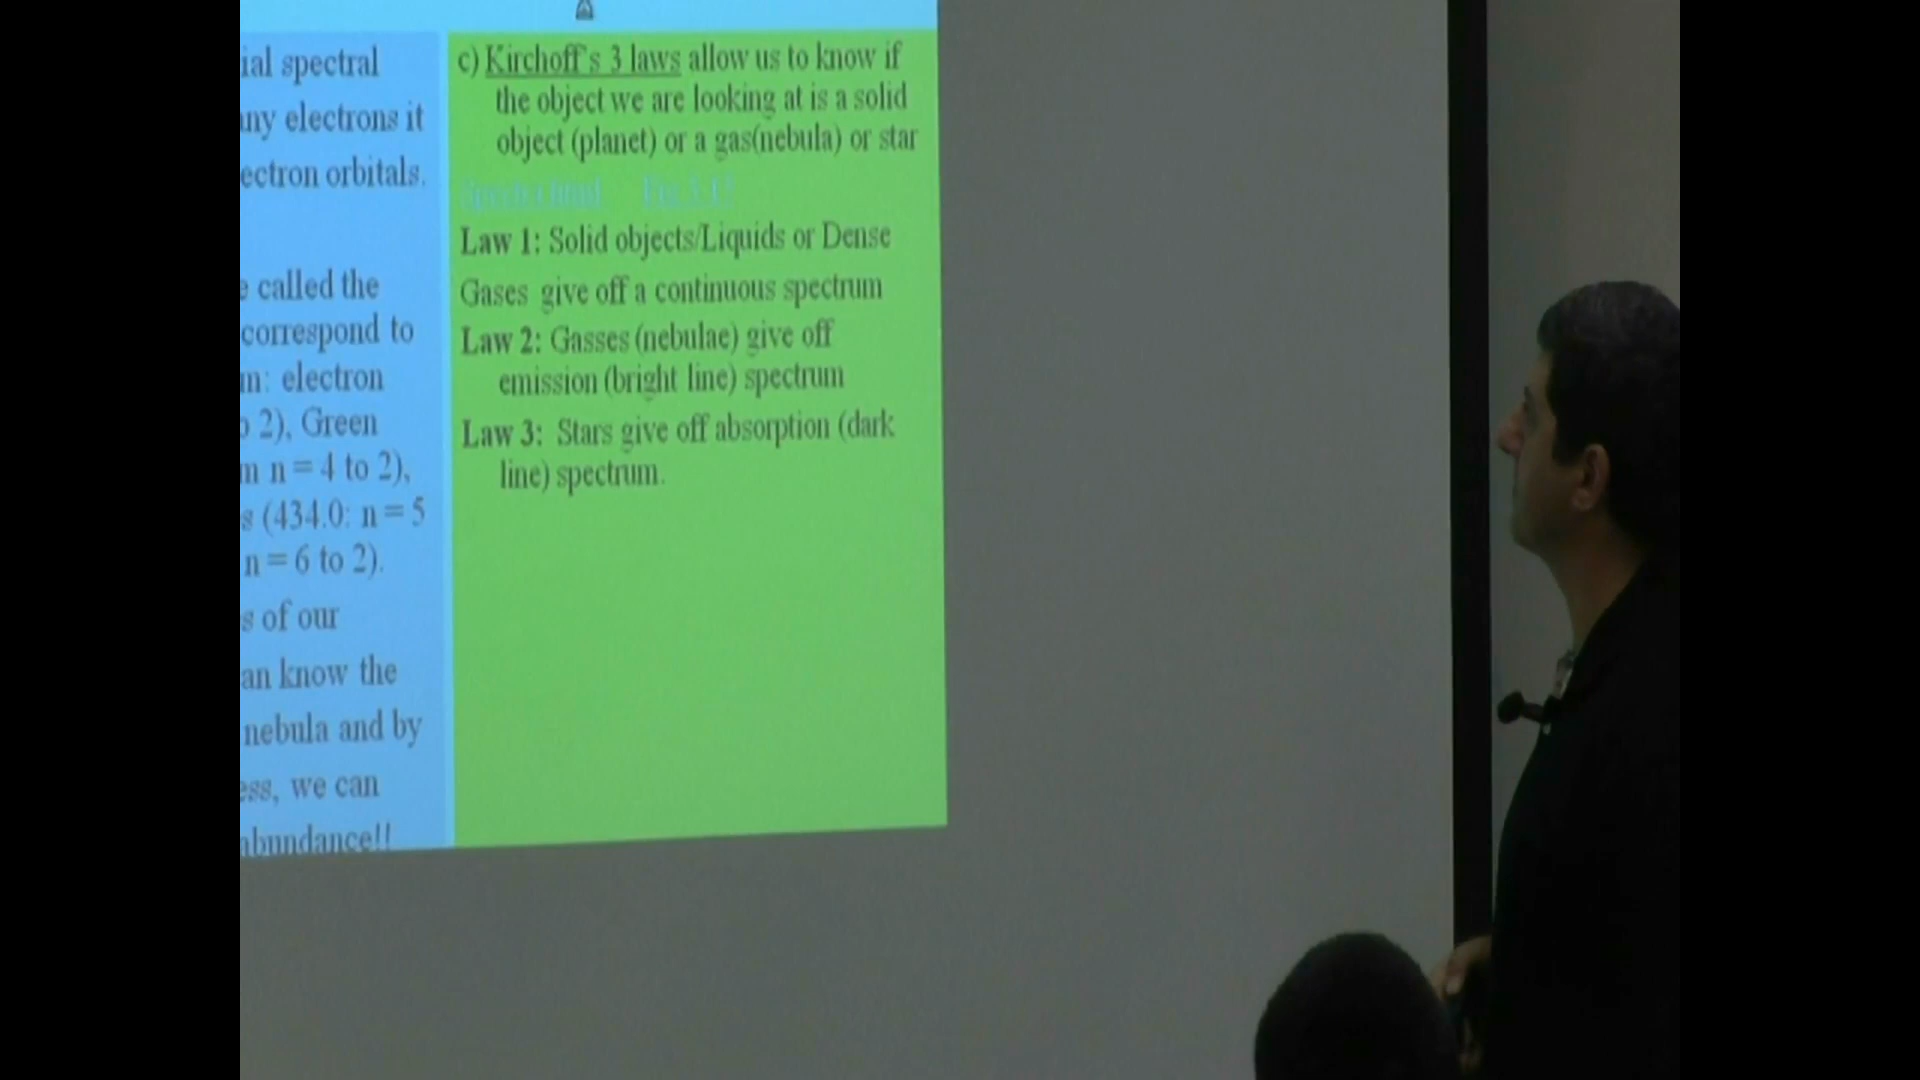 ial spectral
ny electrons it
ectron orbitals.
called the
correspond to
m: electron
2), Green
n = 4 to 2),
s (434.0: n = 5
n = 6 to 2).
s of our
an know the
nebula and by
ess, we can
abundance!!
c) Kirchoff's 3 laws allow us to know if
the object we are looking at is a solid
object (planet) or a gas(nebula) or star
Law 1: Solid objects/Liquids or Dense
Gases give off a continuous spectrum
Law 2: Gasses (nebulae) give off
emission (bright line) spectrum
Law 3: Stars give off absorption (dark
line) spectrum.